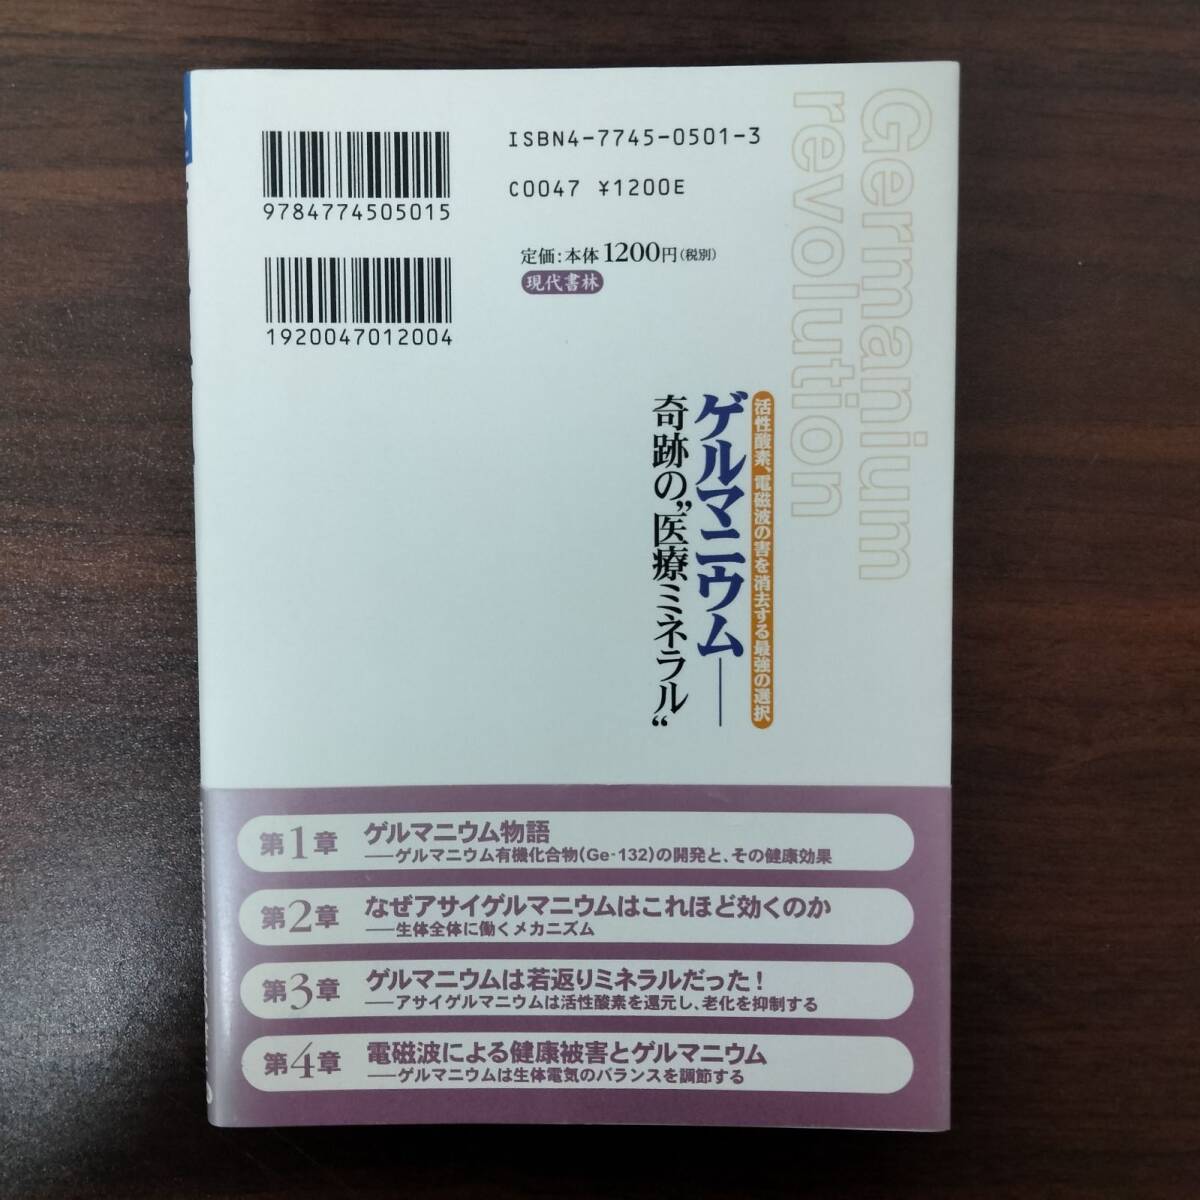 ISBN4-7745-0501-3
9784774505015
C0047 ¥1200E
定価：本体1200円（税別）
現代書林
1920047012004
Germanium
revolution
活性酸素、電磁波の害を消去する最強の選択
ゲルマニウム――
奇跡の〝医療ミネラル〟
第1章 ゲルマニウム物語
――ゲルマニウム有機化合物（Ge-132）の開発と、その健康効果
第2章 なぜアサイゲルマニウムはこれほど効くのか
――生体全体に働くメカニズム
第3章 ゲルマニウムは若返りミネラルだった！
――アサイゲルマニウムは活性酸素を還元し、老化を抑制する
第4章 電磁波による健康被害とゲルマニウム
――ゲルマニウムは生体電気のバランスを調節する